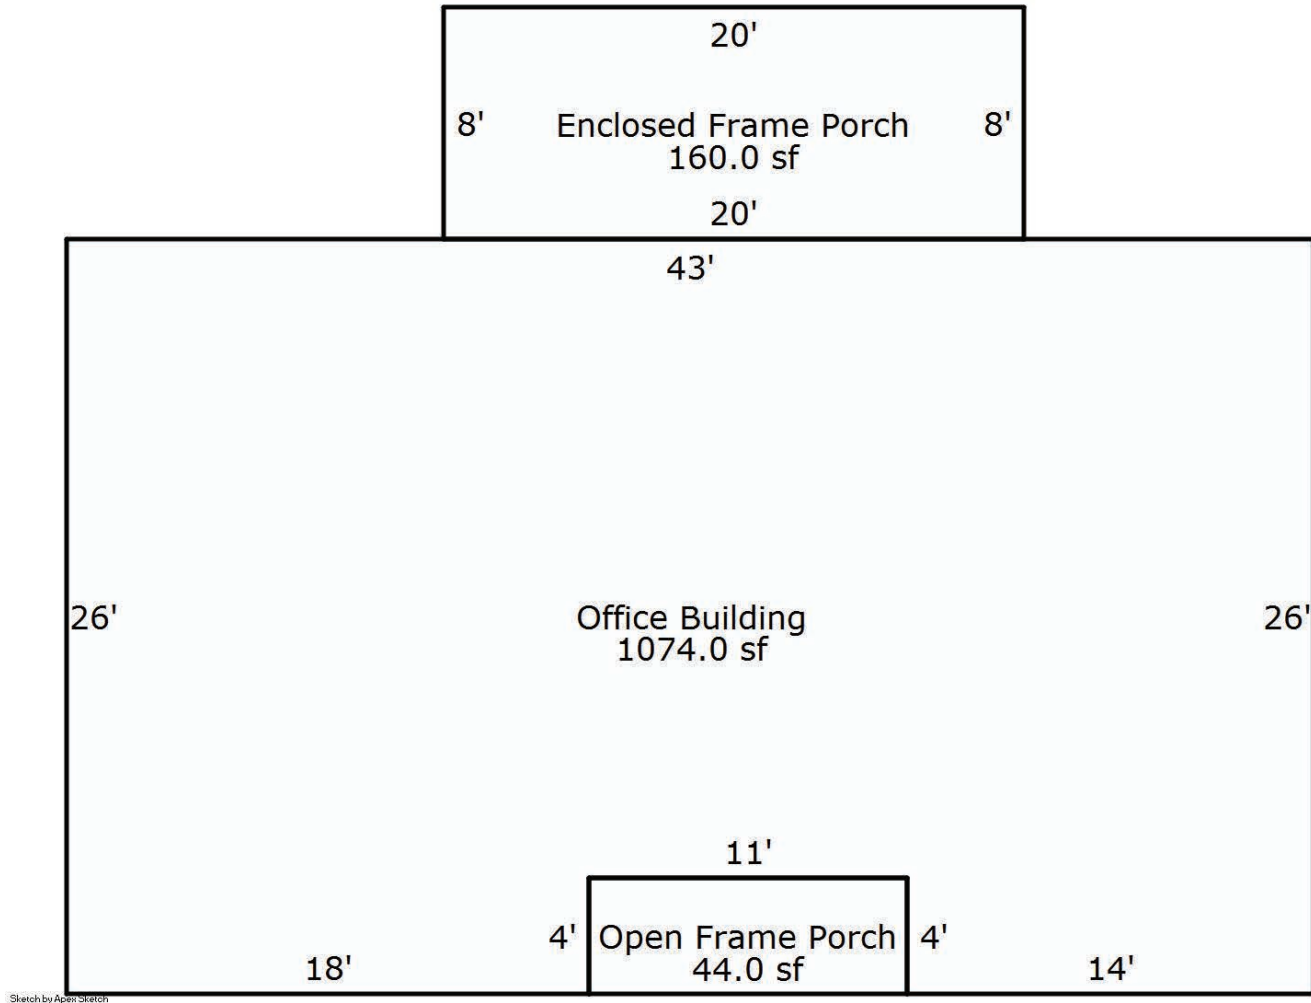 20'
8' Enclosed Frame Porch 8'
160.0 sf
20'
43'
26' Office Building 26'
1074.0 sf
11'
4' Open Frame Porch 4'
18' 44.0 sf 14'
Sketch by Apex Sketch